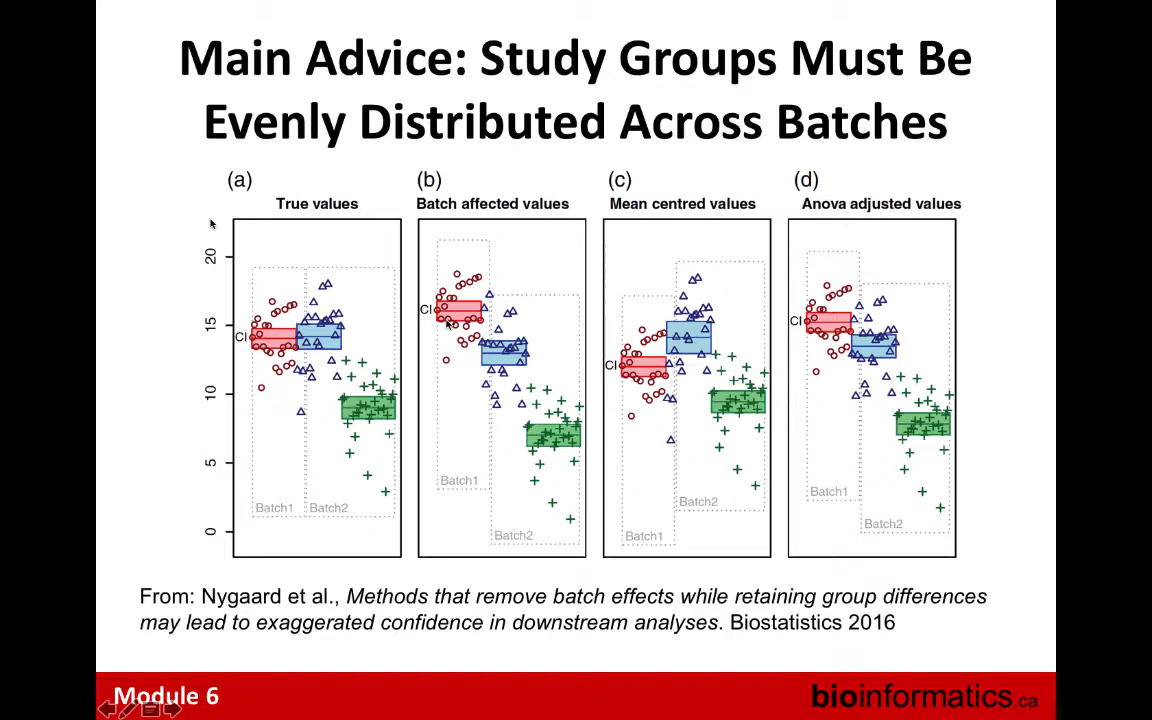 Main Advice: Study Groups Must Be
Evenly Distributed Across Batches
(a)
True values
(b)
Batch affected values
(c)
Mean centred values
(d)
Anova adjusted values
20
15
10
5
0
CI
Batch1
Batch2
CI
Batch1
Batch2
CI
Batch1
Batch2
CI
Batch1
Batch2
From: Nygaard et al., Methods that remove batch effects while retaining group differences
may lead to exaggerated confidence in downstream analyses. Biostatistics 2016
Module 6
bioinformatics.ca